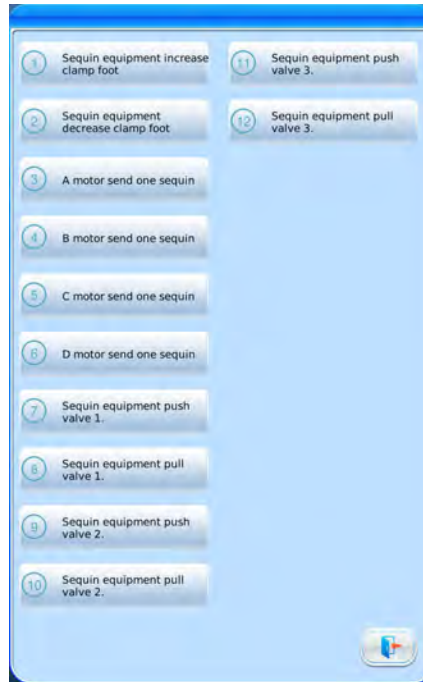 1
Sequin equipment increase
clamp foot
2
Sequin equipment
decrease clamp foot
3
A motor send one sequin
4
B motor send one sequin
5
C motor send one sequin
6
D motor send one sequin
7
Sequin equipment push
valve 1.
8
Sequin equipment pull
valve 1.
9
Sequin equipment push
valve 2.
10
Sequin equipment pull
valve 2.
11
Sequin equipment push
valve 3.
12
Sequin equipment pull
valve 3.